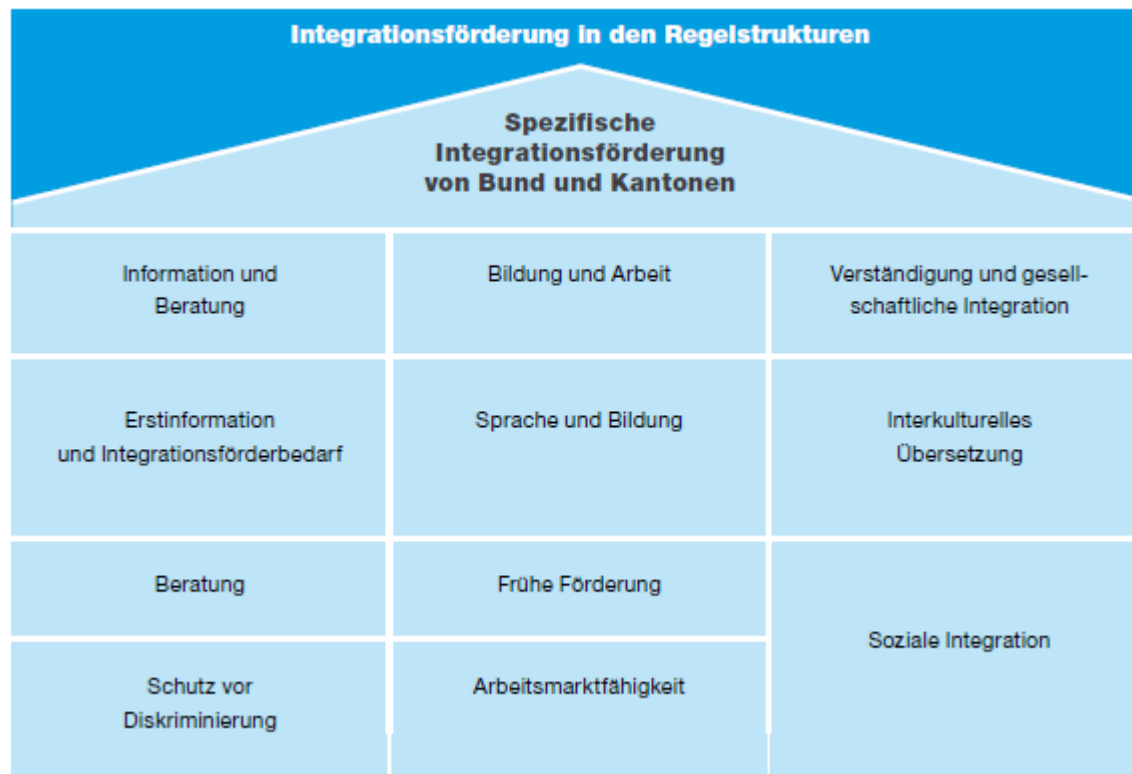 Integrationsförderung in den Regelstrukturen
Spezifische
Integrationsförderung
von Bund und Kantonen
Information und
Beratung
Bildung und Arbeit
Verständigung und gesell-
schaftliche Integration
Erstinformation
und Integrationsförderbedarf
Sprache und Bildung
Interkulturelles
Übersetzung
Beratung
Frühe Förderung
Soziale Integration
Schutz vor
Diskriminierung
Arbeitsmarktfähigkeit